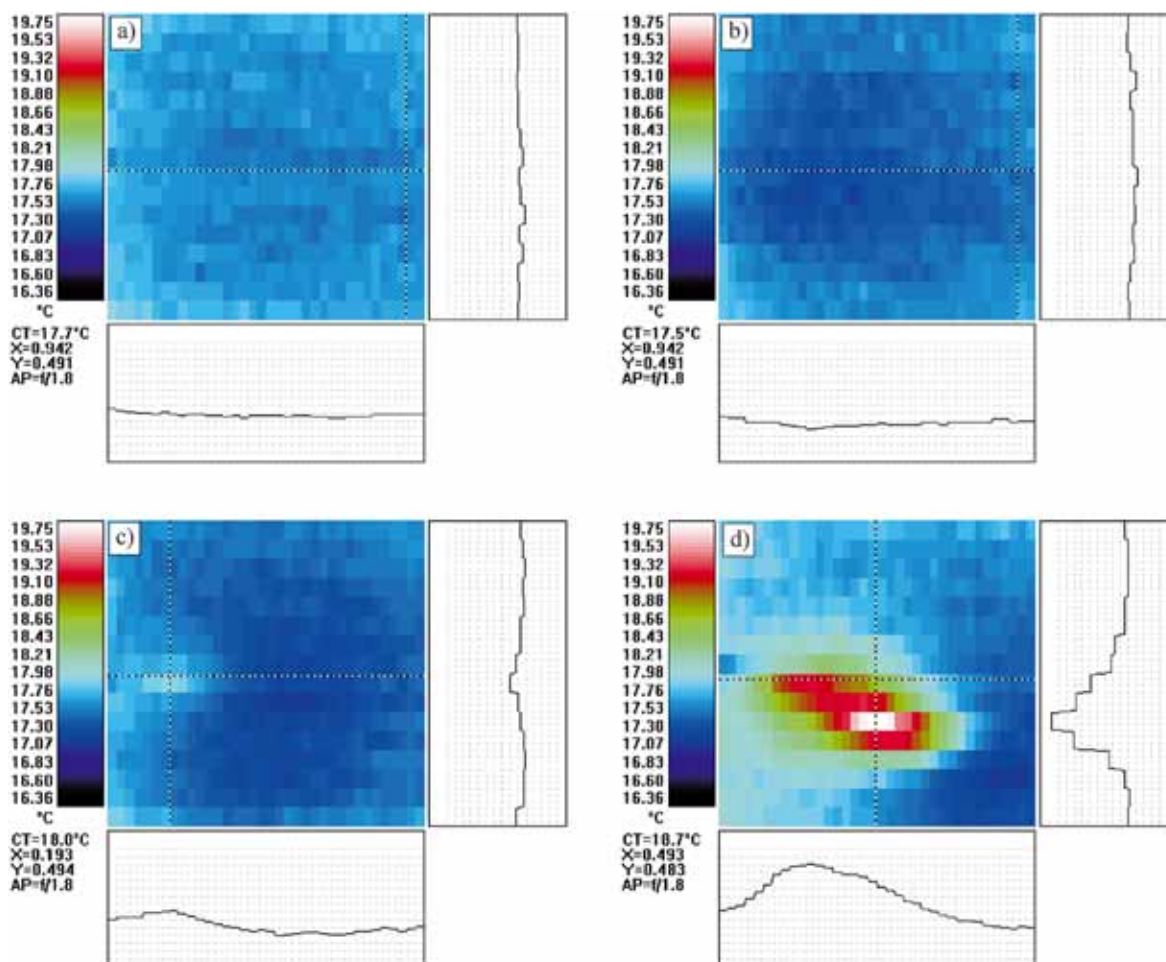 19.75
19.53
19.32
19.10
18.88
18.66
18.43
18.21
17.98
17.76
17.53
17.30
17.07
16.83
16.60
16.36
°C
a)
CT=17.7°C
X=0.942
Y=0.491
AP=f/1.8
19.75
19.53
19.32
19.10
18.88
18.66
18.43
18.21
17.98
17.76
17.53
17.30
17.07
16.83
16.60
16.36
°C
b)
CT=17.5°C
X=0.942
Y=0.491
AP=f/1.8
19.75
19.53
19.32
19.10
18.88
18.66
18.43
18.21
17.98
17.76
17.53
17.30
17.07
16.83
16.60
16.36
°C
c)
CT=18.0°C
X=0.193
Y=0.494
AP=f/1.8
19.75
19.53
19.32
19.10
18.88
18.66
18.43
18.21
17.98
17.76
17.53
17.30
17.07
16.83
16.60
16.36
°C
d)
CT=18.7°C
X=0.493
Y=0.483
AP=f/1.8